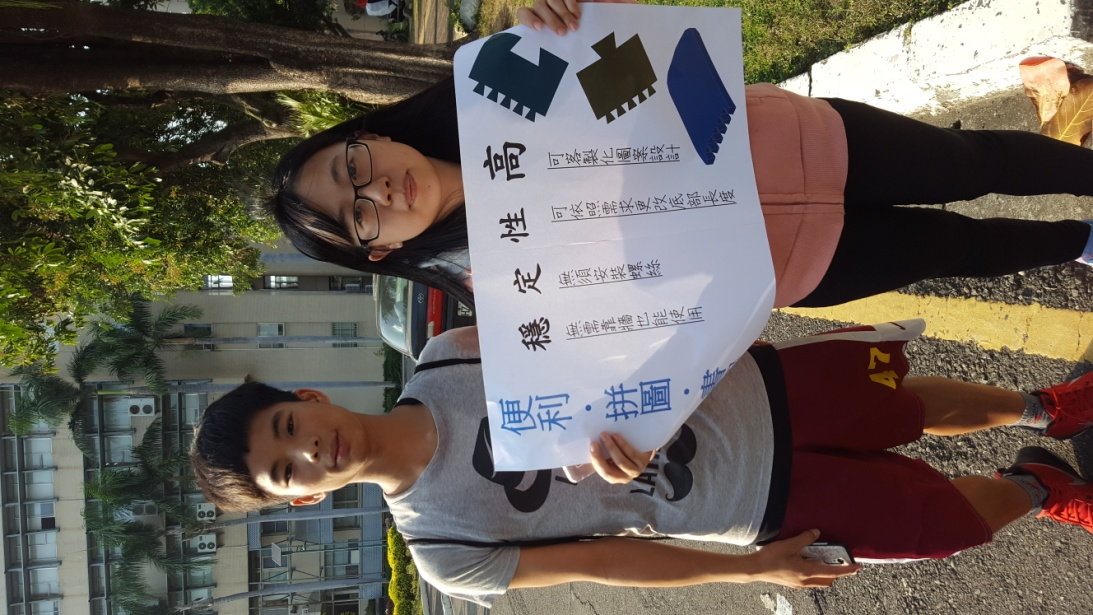 便利・拼圖・書
穩定性高
無需靠牆也能使用
無須安裝螺絲
可依照需求更改底部長度
可客製化圖案設計
47